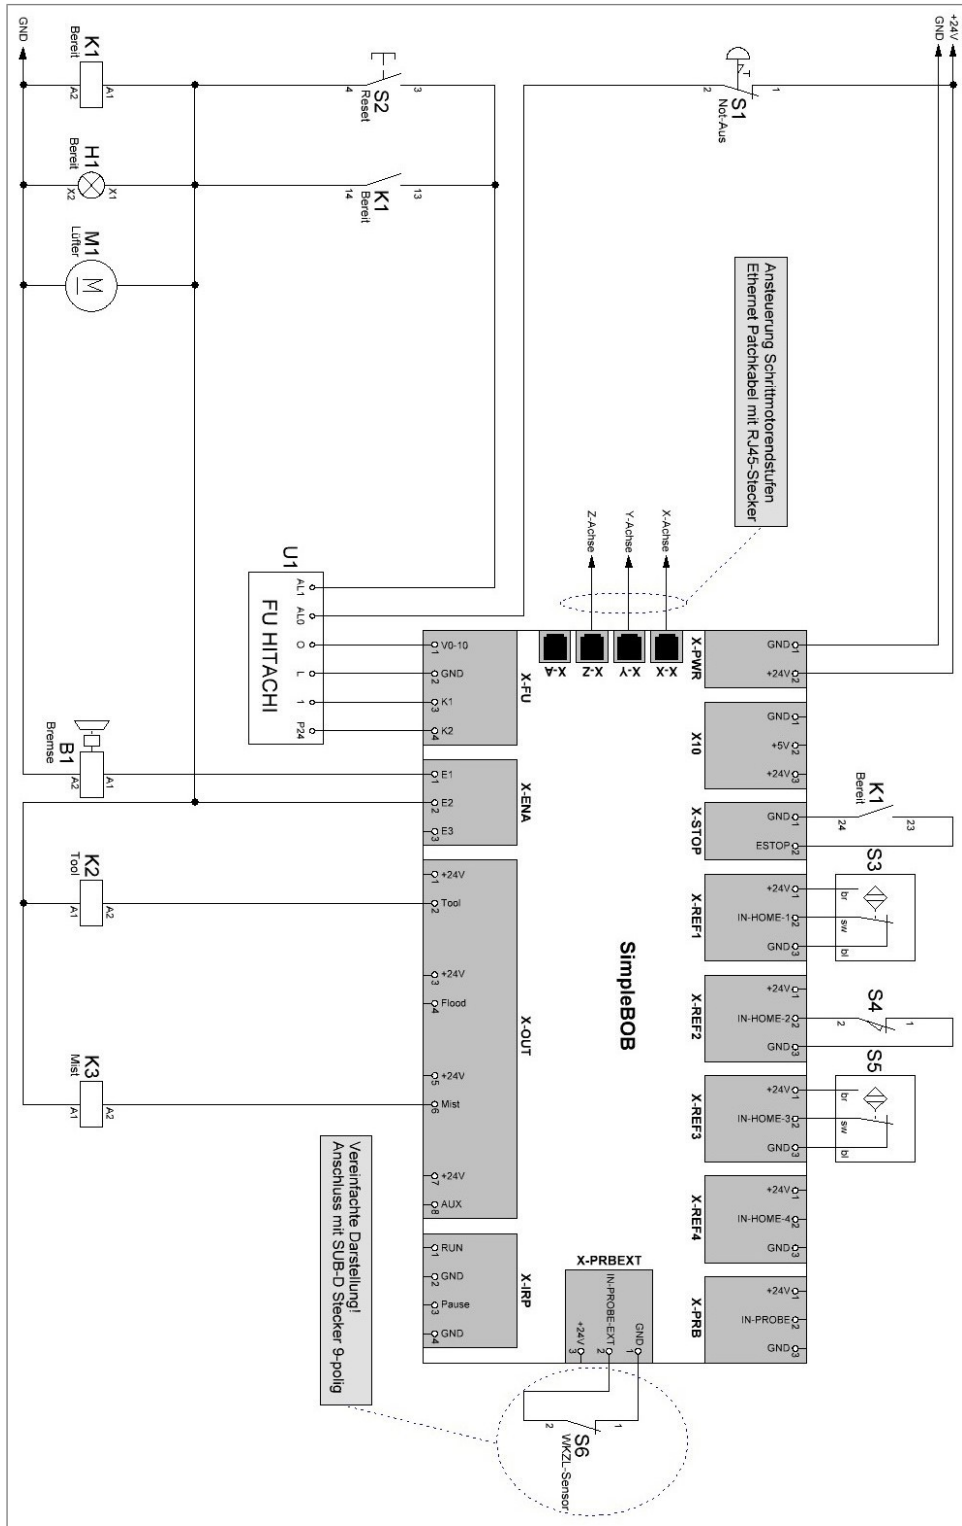 +24V
GND
1
2
S1
Not-Aus
3
4
S2
Reset
13
14
K1
Bereit
GND
K1
Bereit
A1
A2
H1
Bereit
X1
X2
M1
Lüfter
M
Ansteuerung Schrittmotorendstufen
Ethernet Patchkabel mit RJ45-Stecker
X-Achse
Y-Achse
Z-Achse
X-X
X-Y
X-Z
X-A
U1
FU HITACHI
AL1
AL0
O
L
1
P24
SimpleBOB
X-PWR
GND 1
+24V 2
X10
GND 1
+5V 2
+24V 3
X-STOP
GND 1
ESTOP 2
K1
Bereit
23
24
X-REF1
+24V 1
IN-HOME-1 2
GND 3
S3
br
sw
bl
X-REF2
+24V 1
IN-HOME-2 2
GND 3
S4
1
2
X-REF3
+24V 1
IN-HOME-3 2
GND 3
S5
br
sw
bl
X-REF4
+24V 1
IN-HOME-4 2
GND 3
X-PRB
+24V 1
IN-PROBE 2
GND 3
X-FU
1 V0-10
2 GND
3 K1
4 K2
X-ENA
1 E1
2 E2
3 E3
X-OUT
1 +24V
2 Tool
3 +24V
4 Flood
5 +24V
6 Mist
7 +24V
8 AUX
X-IRP
1 RUN
2 GND
3 Pause
4 GND
X-PRBEXT
GND 1
IN-PROBE-EXT 2
+24V 3
S6
WKZL-Sensor
1
2
B1
Bremse
A1
A2
K2
Tool
A2
A1
K3
Mist
A2
A1
Vereinfachte Darstellung!
Anschluss mit SUB-D Stecker 9-polig